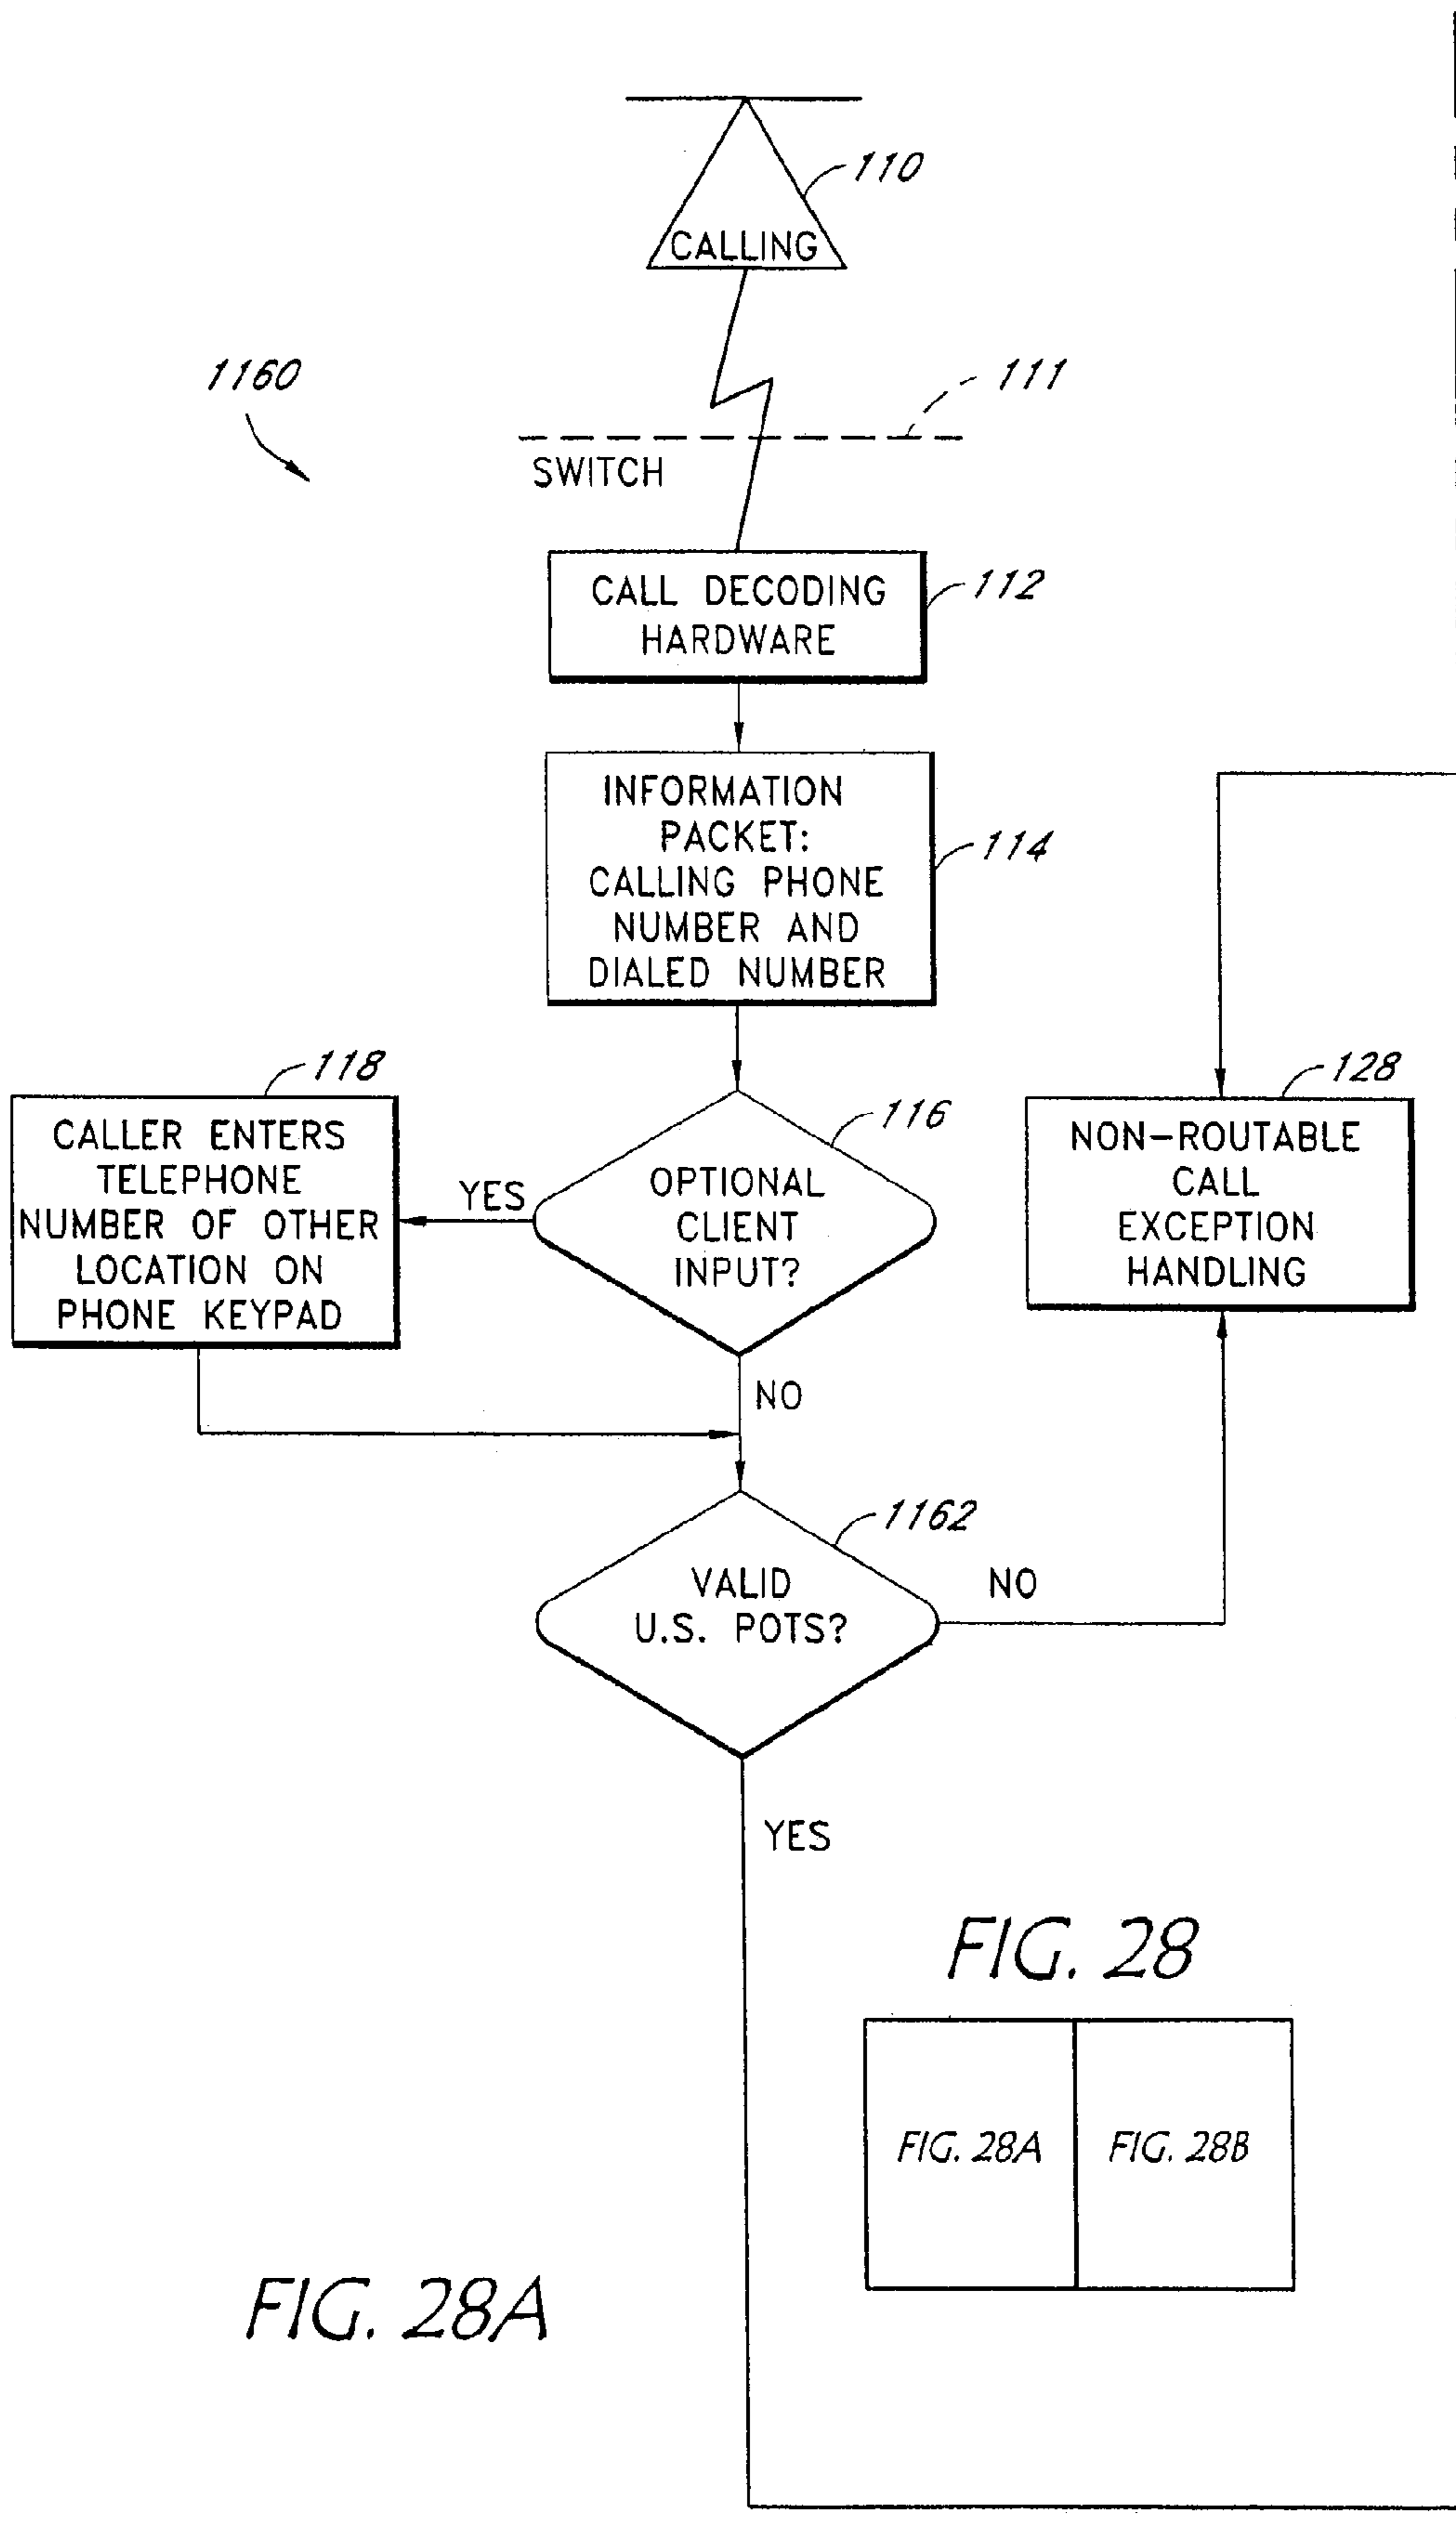 110
CALLING
1160
111
SWITCH
CALL DECODING
HARDWARE
112
INFORMATION
PACKET:
CALLING PHONE
NUMBER AND
DIALED NUMBER
114
118
CALLER ENTERS
TELEPHONE
NUMBER OF OTHER
LOCATION ON
PHONE KEYPAD
YES
116
OPTIONAL
CLIENT
INPUT?
NO
128
NON-ROUTABLE
CALL
EXCEPTION
HANDLING
1162
VALID
U.S. POTS?
NO
YES
FIG. 28
FIG. 28A
FIG. 28B
FIG. 28A